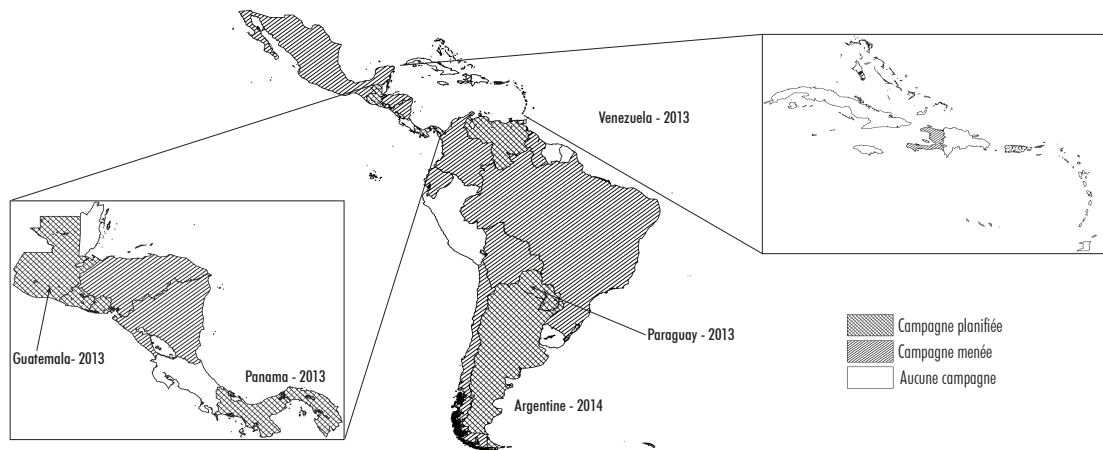 Venezuela - 2013
Guatemala- 2013
Panama - 2013
Paraguay - 2013
Argentine - 2014
Campagne planifiée
Campagne menée
Aucune campagne